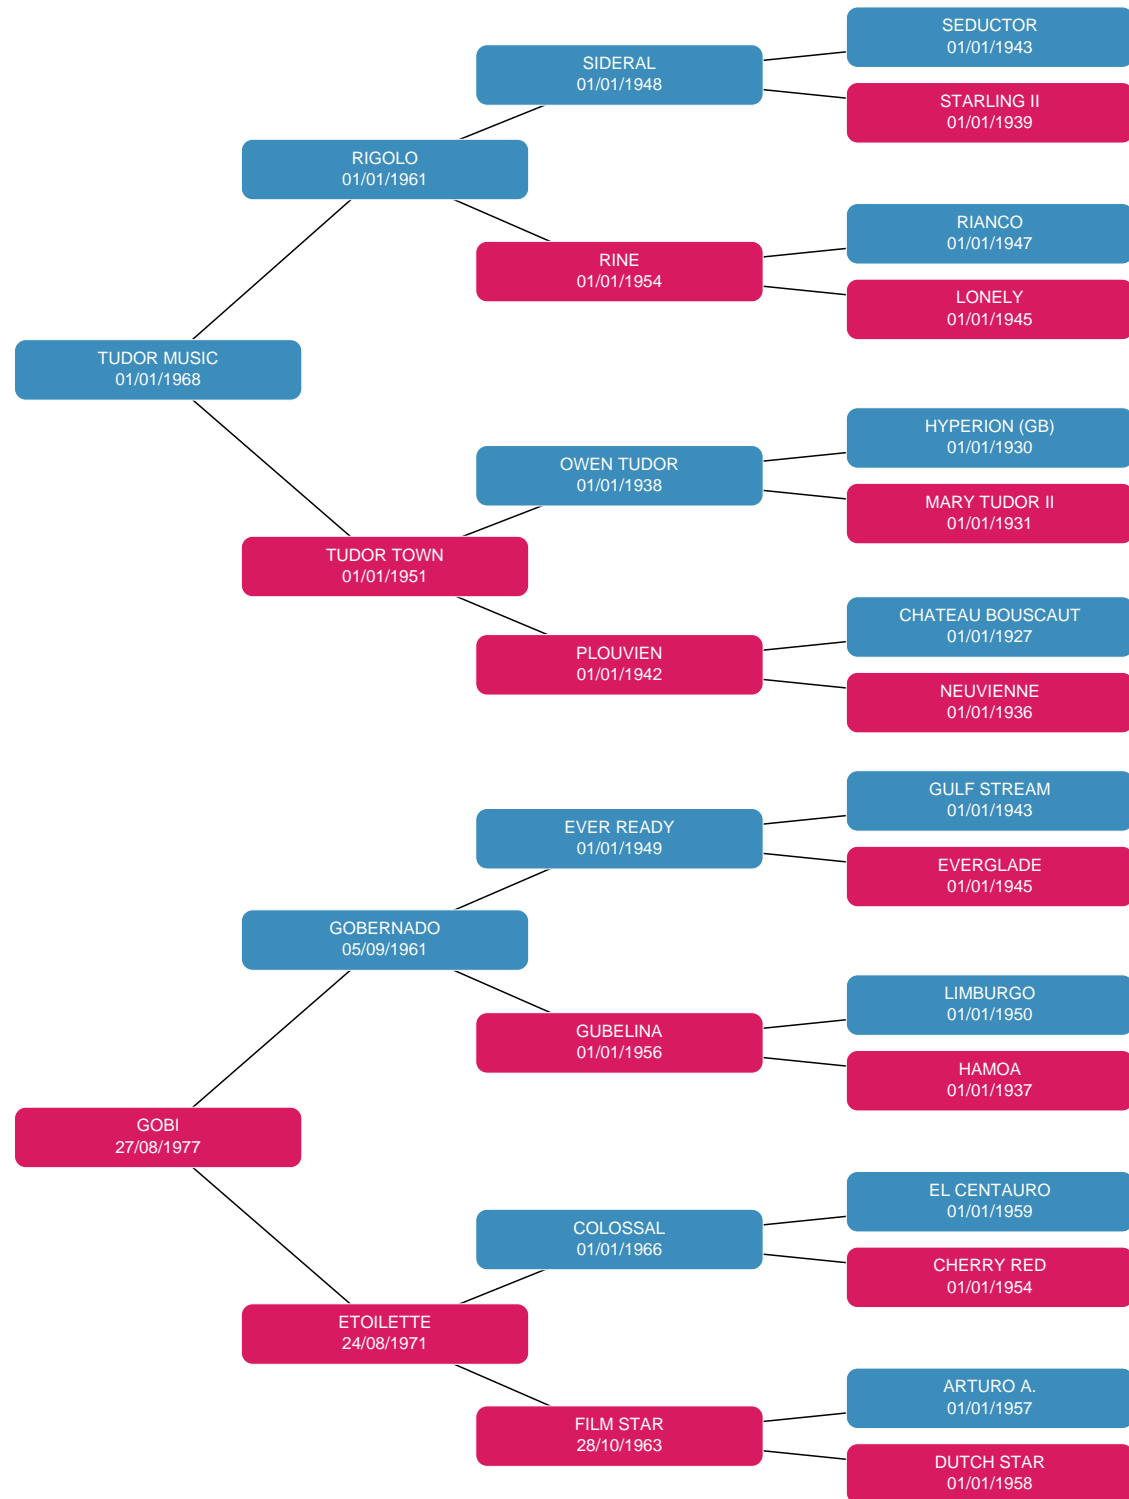 SEDUCTOR
01/01/1943
SIDERAL
01/01/1948
STARLING II
01/01/1939
RIGOLO
01/01/1961
RIANCO
01/01/1947
RINE
01/01/1954
LONELY
01/01/1945
TUDOR MUSIC
01/01/1968
HYPERION (GB)
01/01/1930
OWEN TUDOR
01/01/1938
MARY TUDOR II
01/01/1931
TUDOR TOWN
01/01/1951
CHATEAU BOUSCAUT
01/01/1927
PLOUVIEN
01/01/1942
NEUVIENNE
01/01/1936
GULF STREAM
01/01/1943
EVER READY
01/01/1949
EVERGLADE
01/01/1945
GOBERNADO
05/09/1961
LIMBURGO
01/01/1950
GUBELINA
01/01/1956
HAMOA
01/01/1937
GOBI
27/08/1977
EL CENTAURO
01/01/1959
COLOSSAL
01/01/1966
CHERRY RED
01/01/1954
ETOILETTE
24/08/1971
ARTURO A.
01/01/1957
FILM STAR
28/10/1963
DUTCH STAR
01/01/1958